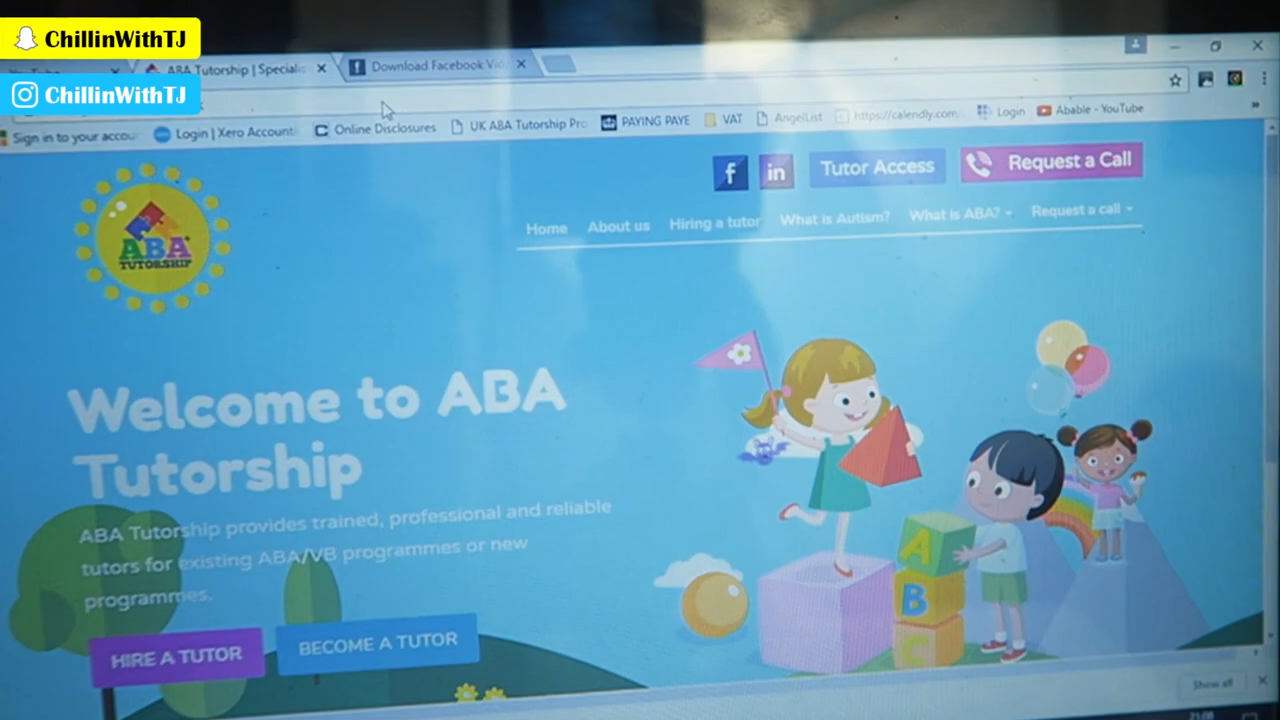 ChillinWithTJ
ABA Tutorship | Specialis
Download Facebook Vid
ChillinWithTJ
Sign in to your accou
Login | Xero Account
Online Disclosures
UK ABA Tutorship Pro
PAYING PAYE
VAT
AngelList
https://calendly.com
Login
Abable - YouTube
ABA
TUTORSHIP
f
in
Tutor Access
Request a Call
Home
About us
Hiring a tutor
What is Autism?
What is ABA?
Request a call
Welcome to ABA
Tutorship
ABA Tutorship provides trained, professional and reliable
tutors for existing ABA/VB programmes or new
programmes.
HIRE A TUTOR
BECOME A TUTOR
A
B
C
Show all